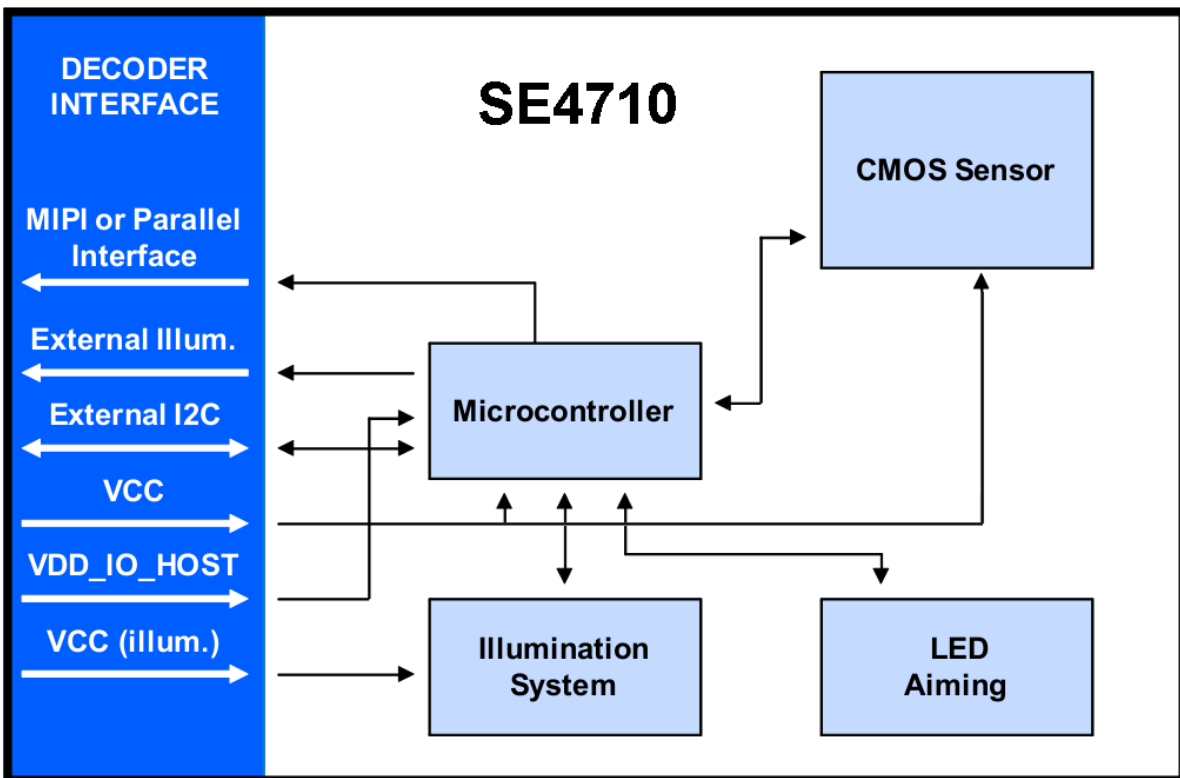 DECODER
INTERFACE
SE4710
CMOS Sensor
MIPI or Parallel
Interface
External Illum.
External I2C
Microcontroller
VCC
VDD_IO_HOST
VCC (illum.)
Illumination
System
LED
Aiming